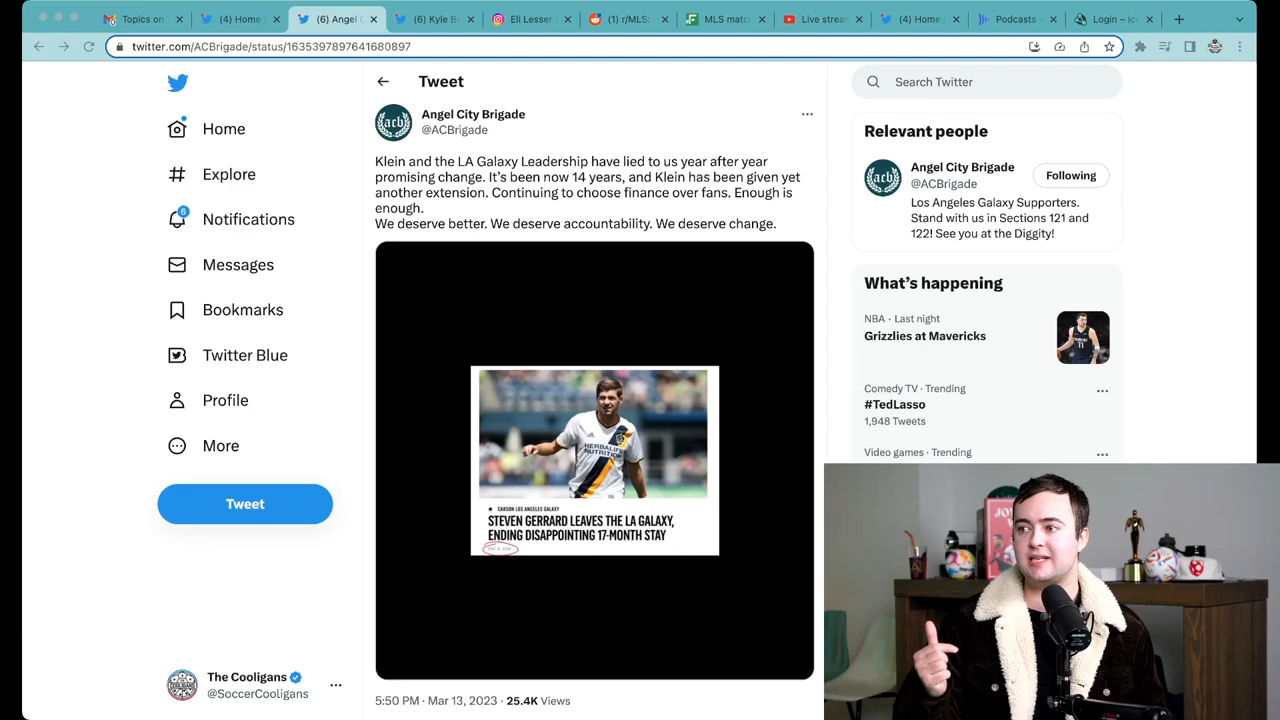 Topics on
(4) Home
(6) Angel C
(6) Kyle B
Eli Lesser
(1) r/MLS:
MLS matc
Live strean
(4) Home
Podcasts -
Login – ic
twitter.com/ACBrigade/status/1635397897641680897
Home
Explore
6
Notifications
Messages
Bookmarks
Twitter Blue
Profile
More
Tweet
The Cooligans
@SoccerCooligans
Tweet
acb
Angel City Brigade
@ACBrigade
Klein and the LA Galaxy Leadership have lied to us year after year
promising change. It's been now 14 years, and Klein has been given yet
another extension. Continuing to choose finance over fans. Enough is
enough.
We deserve better. We deserve accountability. We deserve change.
HERBALIFE
NUTRITION
★ CARSON LOS ANGELES GALAXY
STEVEN GERRARD LEAVES THE LA GALAXY,
ENDING DISAPPOINTING 17-MONTH STAY
5:50 PM · Mar 13, 2023 · 25.4K Views
Search Twitter
Relevant people
acb
Angel City Brigade
@ACBrigade
Following
Los Angeles Galaxy Supporters.
Stand with us in Sections 121 and
122! See you at the Diggity!
What's happening
NBA · Last night
Grizzlies at Mavericks
Comedy TV · Trending
#TedLasso
1,948 Tweets
Video games · Trending